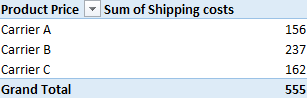 Product Price Sum of Shipping costs
Carrier A 156
Carrier B 237
Carrier C 162
Grand Total 555